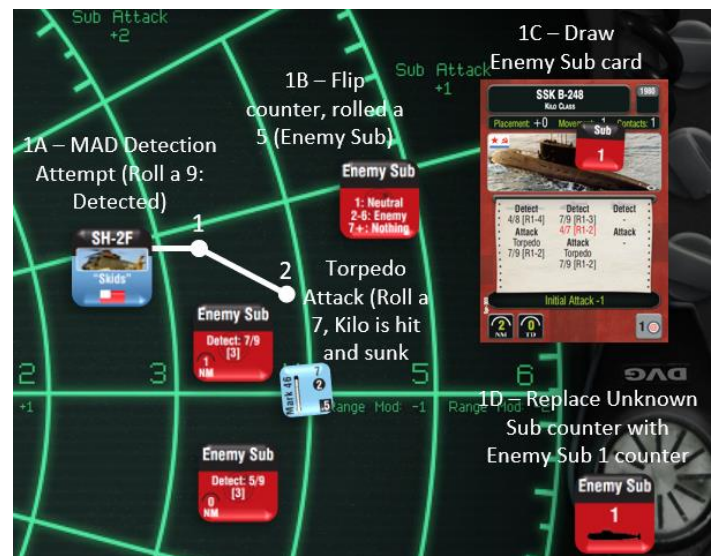 Sub Attack
+2
1C – Draw
Enemy Sub card
1B – Flip
counter, rolled a
5 (Enemy Sub)
Sub Attack
+1
SSK B-248
KILO CLASS
1980
Placement: +0
Contacts: 1
Sub
1
1A – MAD Detection
Attempt (Roll a 9:
Detected)
Enemy Sub
1: Neutral
2-6: Enemy
7+: Nothing
Detect
4/8 [R1-4]
Attack
Torpedo
7/9 [R1-2]
Detect
7/9 [R1-3]
4/7 [R1-2]
Attack
Torpedo
7/9 [R1-2]
Detect
-
Attack
-
Initial Attack -1
2
NM
0
TD
1
SH-2F
"Skids"
1
2
Torpedo
Attack (Roll a
7, Kilo is hit
and sunk
Enemy Sub
Detect: 7/9
[3]
1
NM
Mark 46
7
2
.5
2
3
5
6
+1
Range Mod: -1
Range Mod:
DVG
1D – Replace Unknown
Sub counter with
Enemy Sub 1 counter
Enemy Sub
Detect: 5/9
[3]
0
NM
Enemy Sub
1